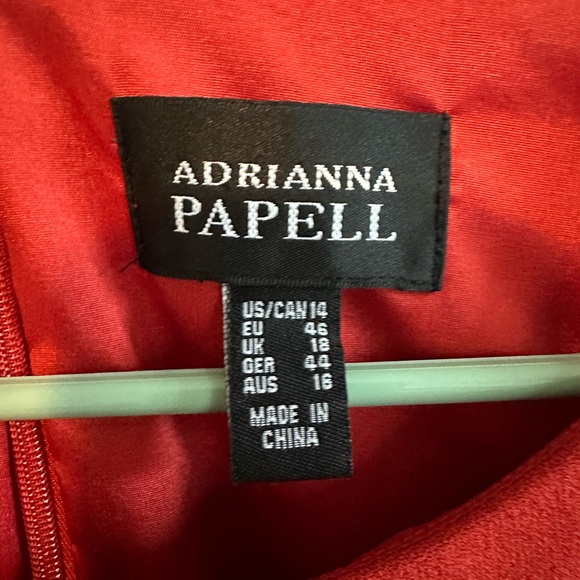 ADRIANNA
PAPELL
US/CAN 14
EU 46
UK 18
GER 44
AUS 16
MADE IN
CHINA